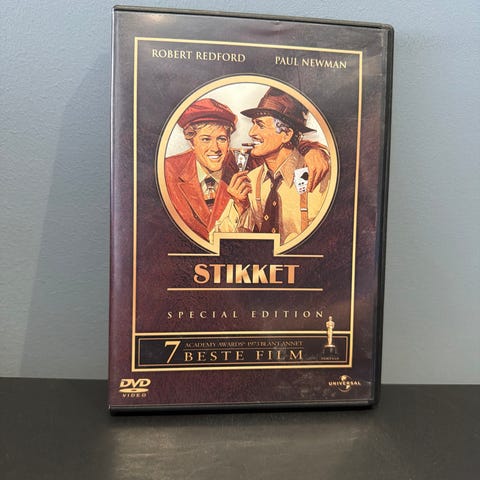 ROBERT REDFORD PAUL NEWMAN
STIKKET
SPECIAL EDITION
7 ACADEMY AWARDS® 1973 BLANT ANNET
BESTE FILM
DVD
VIDEO
UNIVERSAL